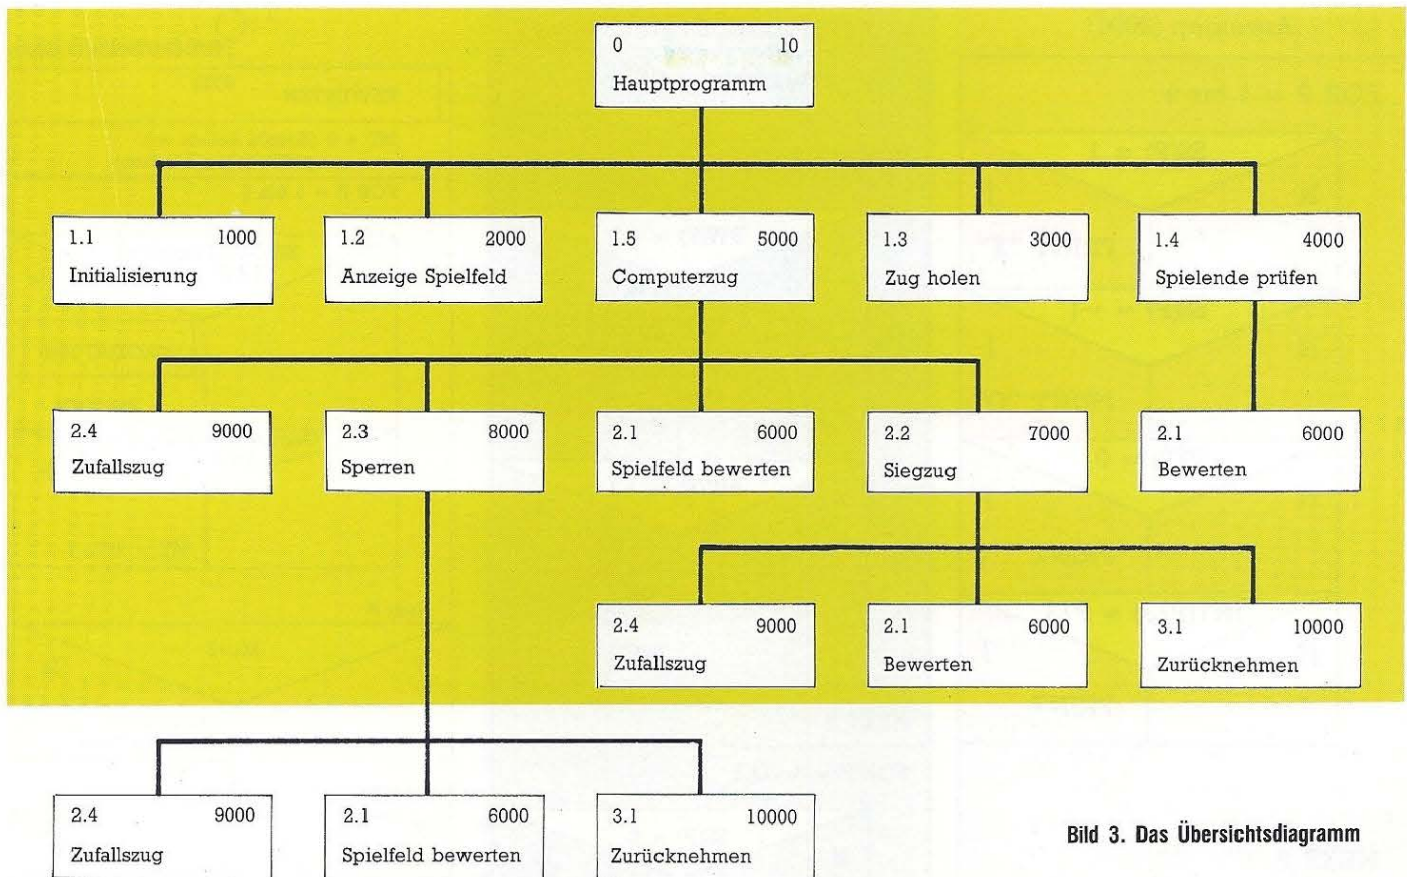 0 10
Hauptprogramm
1.1 1000
Initialisierung
1.2 2000
Anzeige Spielfeld
1.5 5000
Computerzug
1.3 3000
Zug holen
1.4 4000
Spielende prüfen
2.4 9000
Zufallszug
2.3 8000
Sperren
2.1 6000
Spielfeld bewerten
2.2 7000
Siegzug
2.1 6000
Bewerten
2.4 9000
Zufallszug
2.1 6000
Bewerten
3.1 10000
Zurücknehmen
2.4 9000
Zufallszug
2.1 6000
Spielfeld bewerten
3.1 10000
Zurücknehmen
Bild 3. Das Übersichtsdiagramm